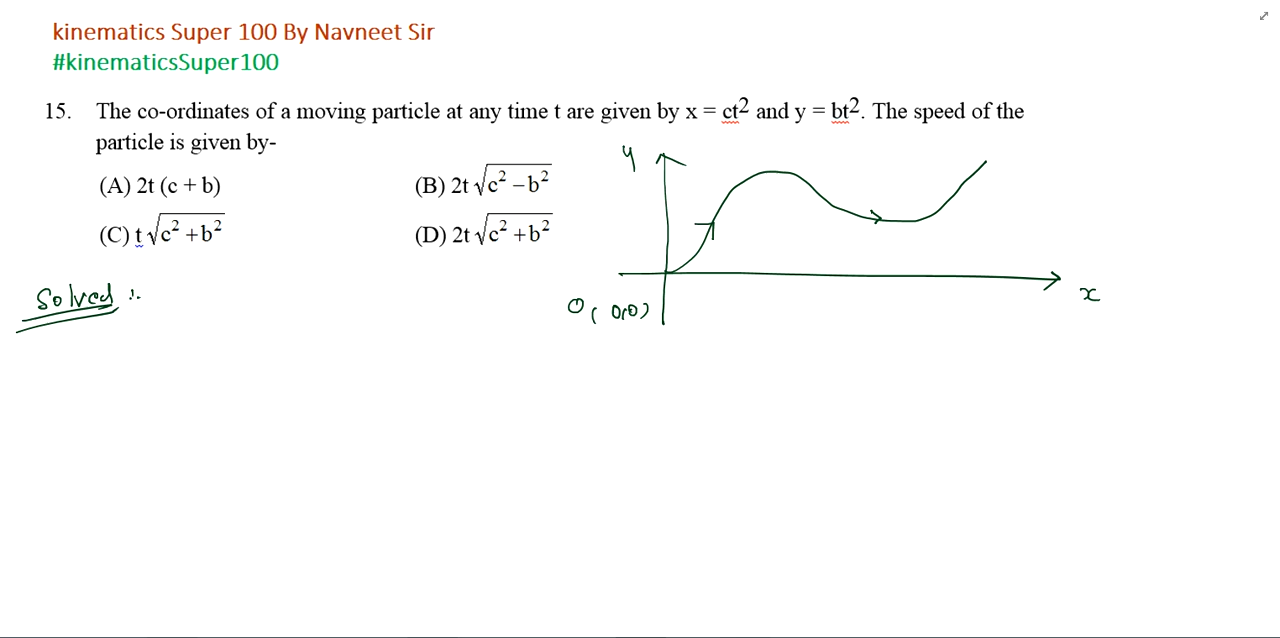 kinematics Super 100 By Navneet Sir
#kinematicsSuper100
15. The co-ordinates of a moving particle at any time t are given by x = ct² and y = bt². The speed of the
particle is given by-
(A) 2t (c + b) (B) 2t √(c² – b²)
(C) t √(c² + b²) (D) 2t √(c² + b²)
y
Solved :.
O (0,0)
x